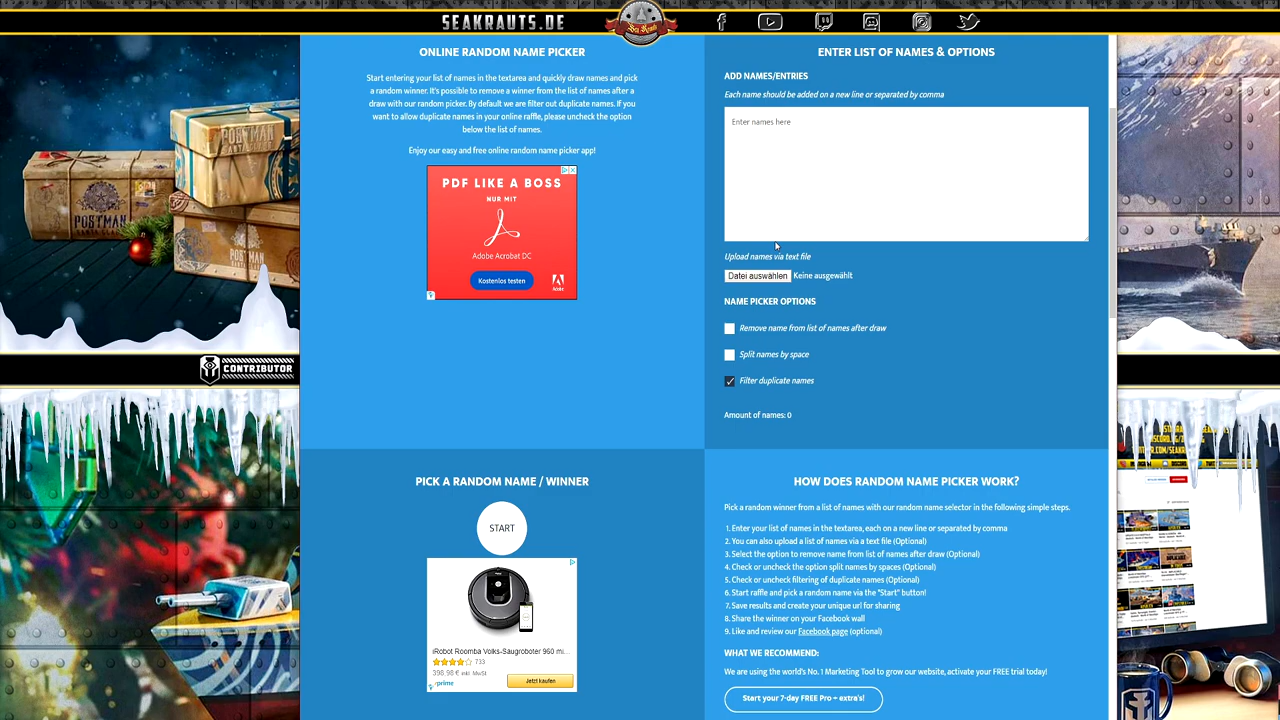 SEAKRAUTS.DE
ONLINE RANDOM NAME PICKER
Start entering your list of names in the textarea and quickly draw names and pick
a random winner. It's possible to remove a winner from the list of names after a
draw with our random picker. By default we are filter out duplicate names. If you
want to allow duplicate names in your online raffle, please uncheck the option
below the list of names.
Enjoy our easy and free online random name picker app!
PDF LIKE A BOSS
NUR MIT
Adobe Acrobat DC
Kostenlos testen
Adobe
ENTER LIST OF NAMES & OPTIONS
ADD NAMES/ENTRIES
Each name should be added on a new line or separated by comma
Enter names here
Upload names via text file
Datei auswählen Keine ausgewählt
NAME PICKER OPTIONS
Remove name from list of names after draw
Split names by space
Filter duplicate names
Amount of names: 0
POSTMAN
POSTMAN
POSTMAN
CONTRIBUTOR
PICK A RANDOM NAME / WINNER
START
iRobot Roomba Volks-Saugroboter 960 mi...
733
398,98 € inkl. MwSt.
prime
Jetzt kaufen
HOW DOES RANDOM NAME PICKER WORK?
Pick a random winner from a list of names with our random name selector in the following simple steps.
1. Enter your list of names in the textarea, each on a new line or separated by comma
2. You can also upload a list of names via a text file (Optional)
3. Select the option to remove name from list of names after draw (Optional)
4. Check or uncheck the option split names by spaces (Optional)
5. Check or uncheck filtering of duplicate names (Optional)
6. Start raffle and pick a random name via the "Start" button!
7. Save results and create your unique url for sharing
8. Share the winner on your Facebook wall
9. Like and review our Facebook page (optional)
WHAT WE RECOMMEND:
We are using the world's No. 1 Marketing Tool to grow our website, activate your FREE trial today!
Start your 7-day FREE Pro + extra's!